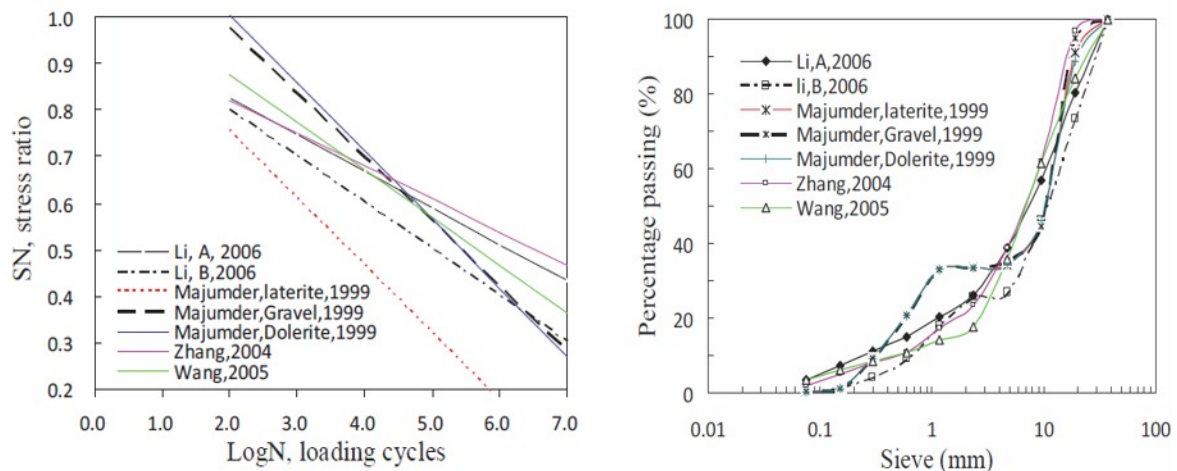 1.0
0.9
0.8
0.7
0.6
0.5
0.4
0.3
0.2
SN, stress ratio
Li, A, 2006
Li, B,2006
Majumder,laterite,1999
Majumder,Gravel,1999
Majumder,Dolerite,1999
Zhang,2004
Wang,2005
0.0 1.0 2.0 3.0 4.0 5.0 6.0 7.0
LogN, loading cycles
100
80
60
40
20
0
Percentage passing (%)
Li,A,2006
li,B,2006
Majumder,laterite,1999
Majumder,Gravel,1999
Majumder,Dolerite,1999
Zhang,2004
Wang,2005
0.01 0.1 1 10 100
Sieve (mm)